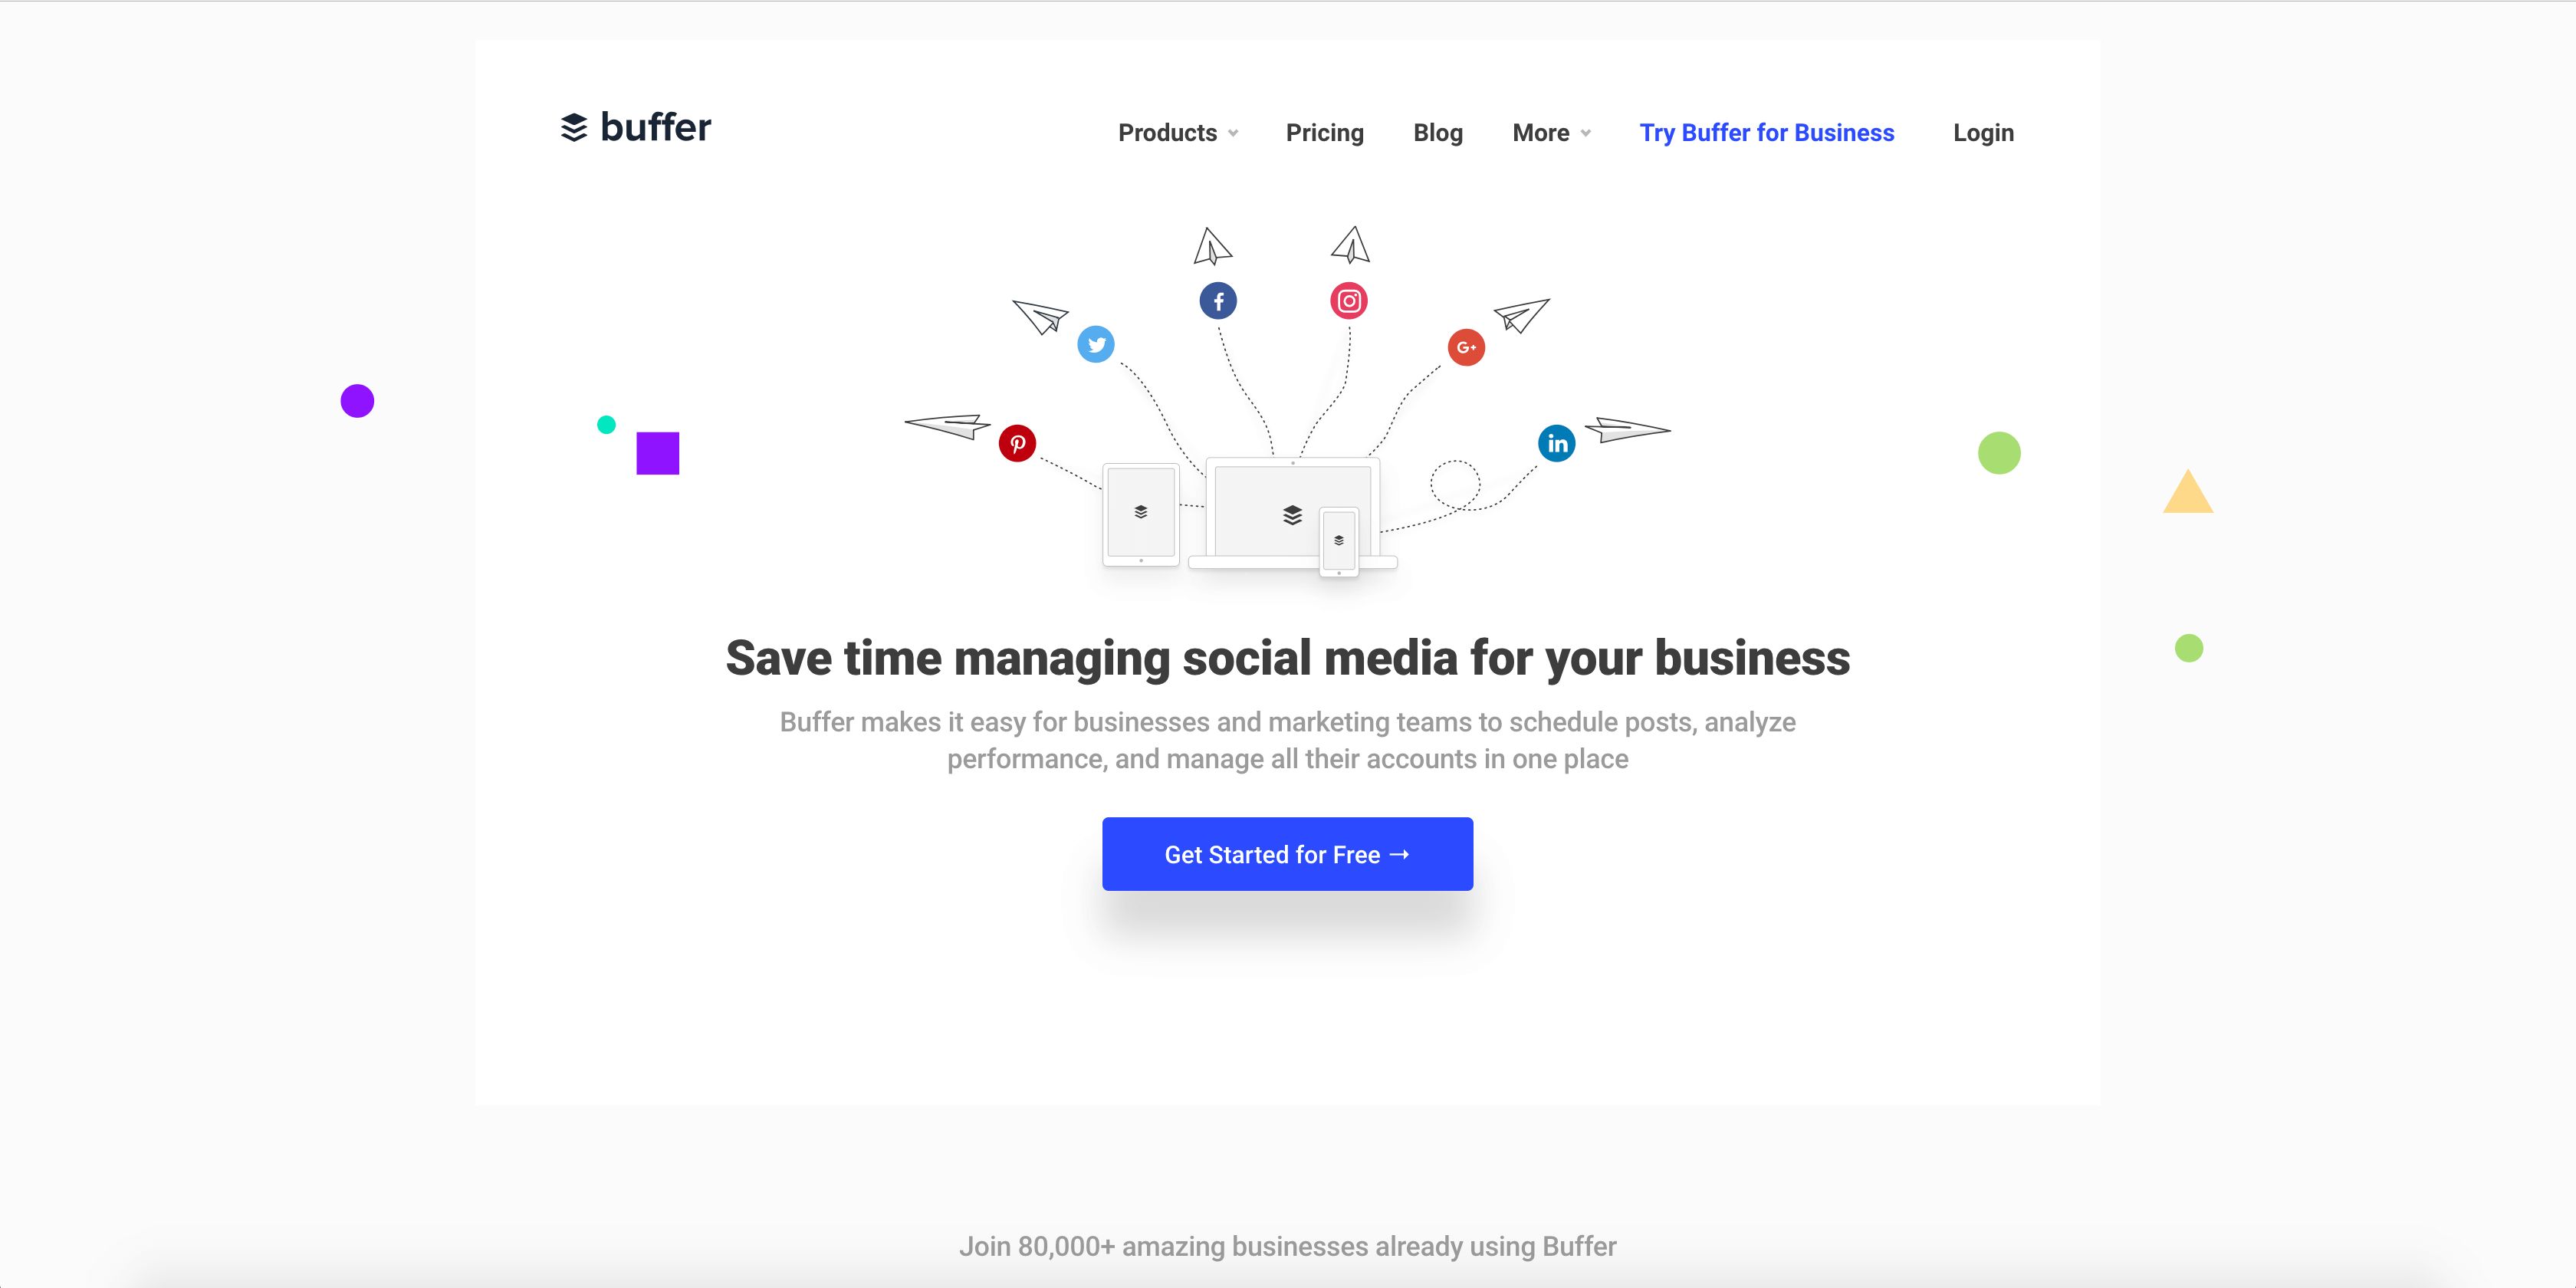 buffer
Products Pricing Blog More Try Buffer for Business Login
f
G+
in
Save time managing social media for your business
Buffer makes it easy for businesses and marketing teams to schedule posts, analyze
performance, and manage all their accounts in one place
Get Started for Free →
Join 80,000+ amazing businesses already using Buffer